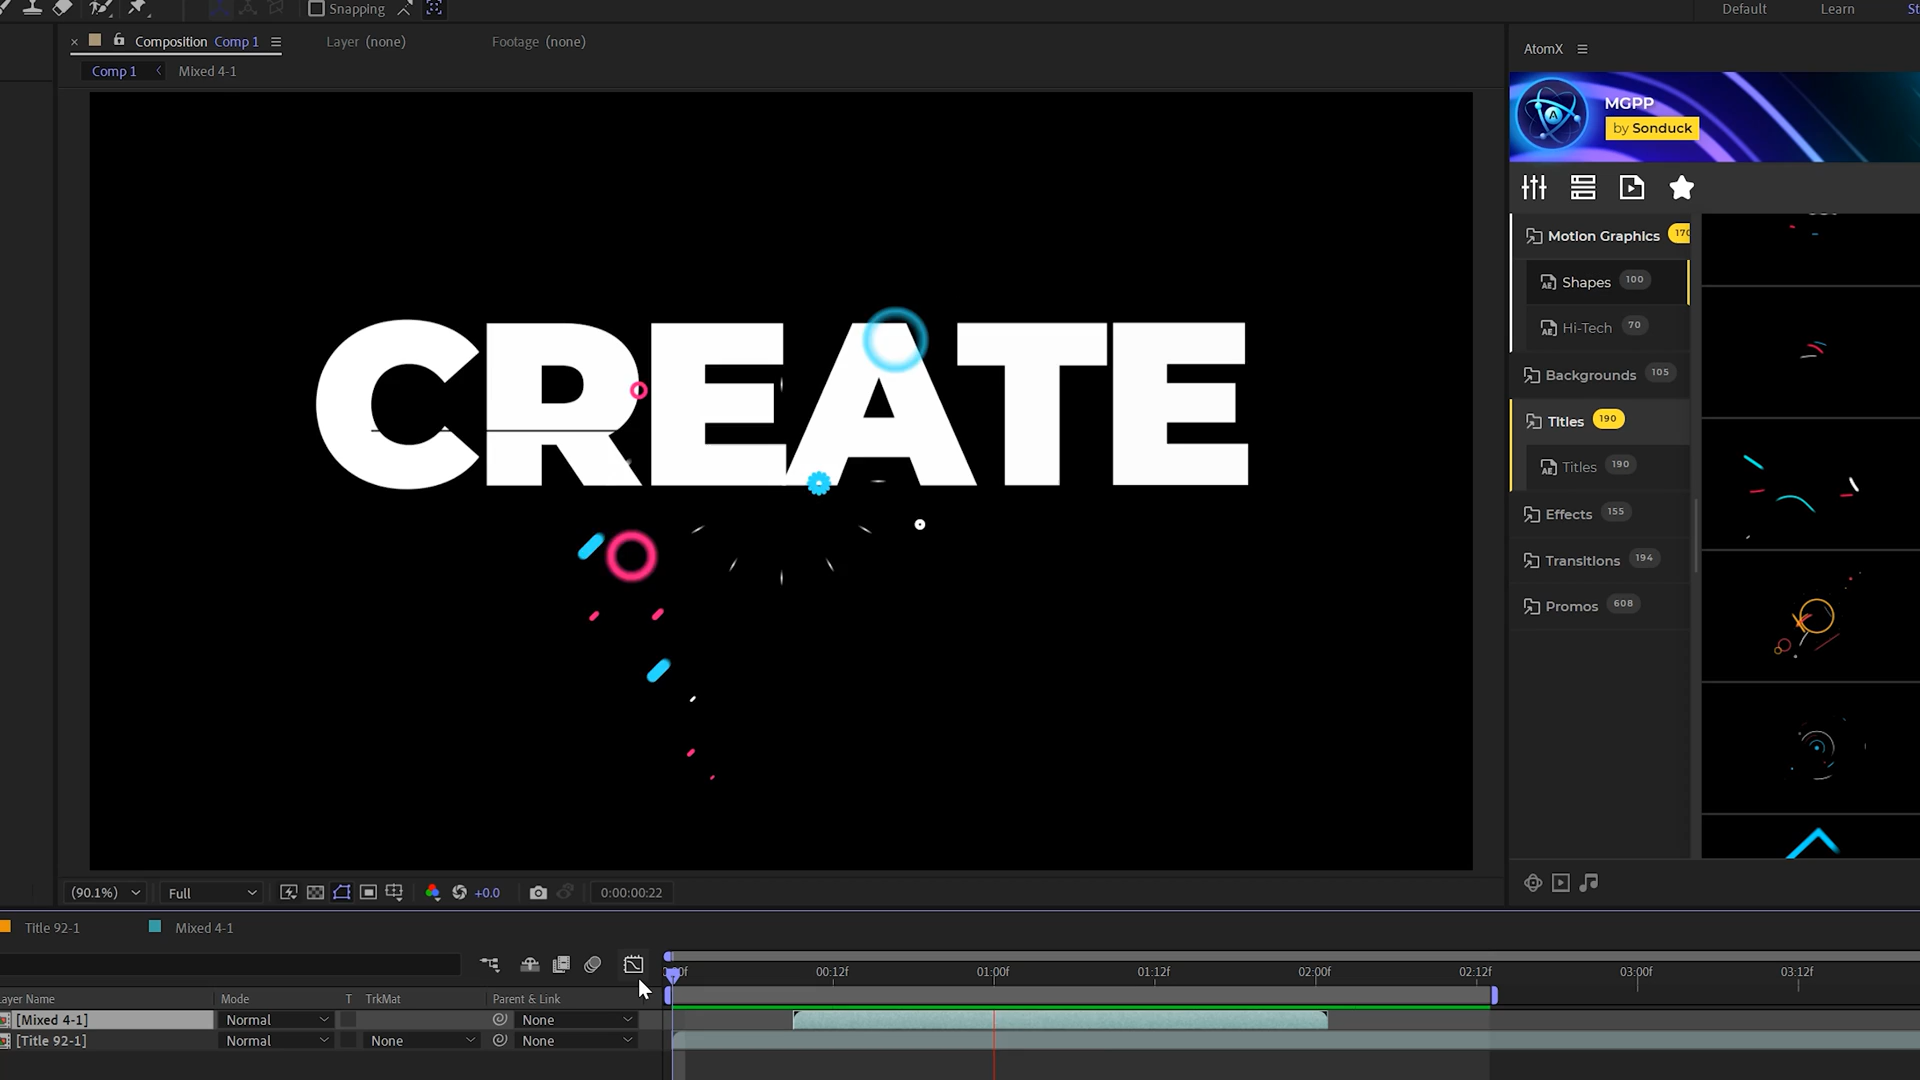 Snapping
Default
Learn
St
Composition Comp 1
Layer (none)
Footage (none)
AtomX
Comp 1
Mixed 4-1
MGPP
by Sonduck
Motion Graphics 170
Shapes 100
Hi-Tech 70
Backgrounds 105
Titles 190
Titles 190
Effects 155
Transitions 194
Promos 608
CREATE
(90.1%)
Full
+0.0
0:00:00:22
Title 92-1
Mixed 4-1
00:12f
01:00f
01:12f
02:00f
02:12f
03:00f
03:12f
ayer Name
Mode
T
TrkMat
Parent & Link
[Mixed 4-1]
Normal
None
[Title 92-1]
Normal
None
None